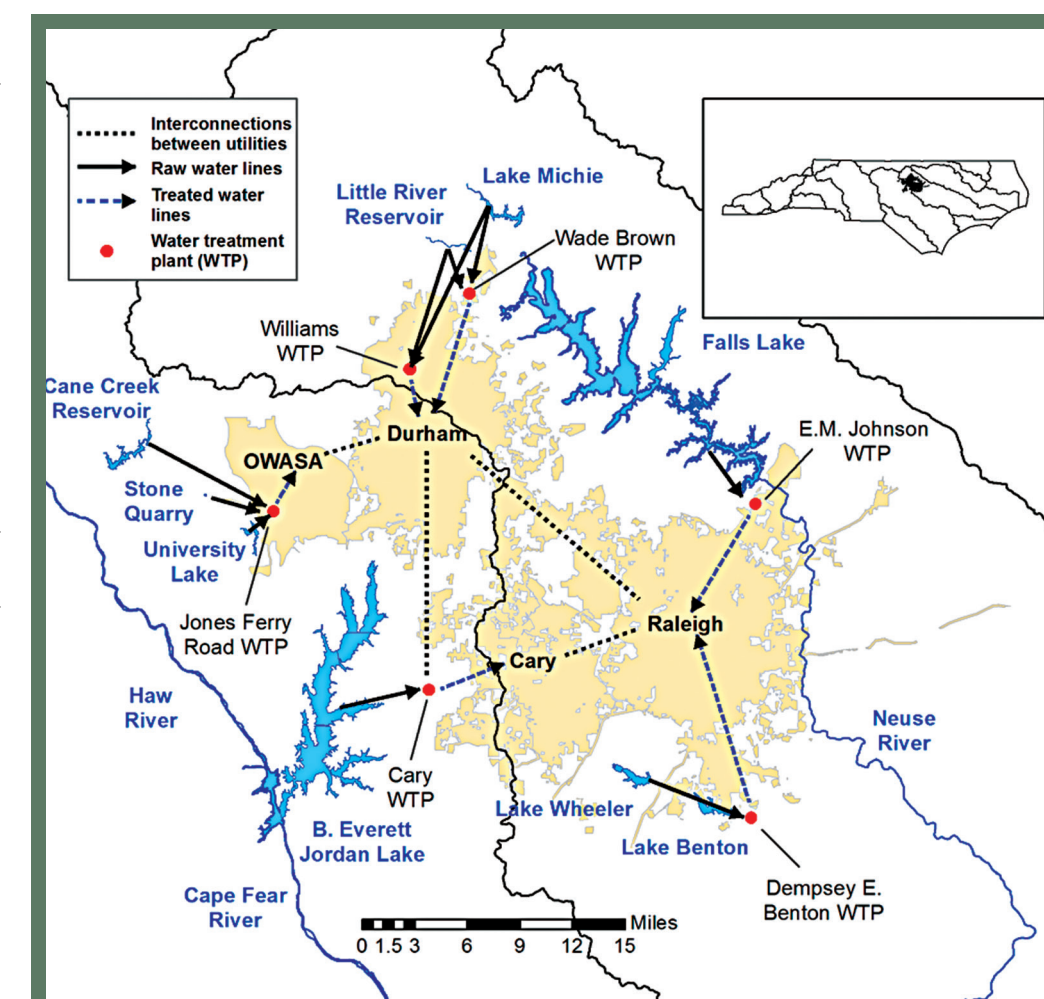 Interconnections
between utilities
Raw water lines
Treated water
lines
Water treatment
plant (WTP)
Lake Michie
Little River
Reservoir
Wade Brown
WTP
Williams
WTP
Falls Lake
Cane Creek
Reservoir
Durham
E.M. Johnson
WTP
OWASA
Stone
Quarry
University
Lake
Jones Ferry
Road WTP
Raleigh
Cary
Haw
River
Neuse
River
Cary
WTP
Lake Wheeler
B. Everett
Jordan Lake
Lake Benton
Cape Fear
River
Dempsey E.
Benton WTP
Miles
0 1.5 3 6 9 12 15